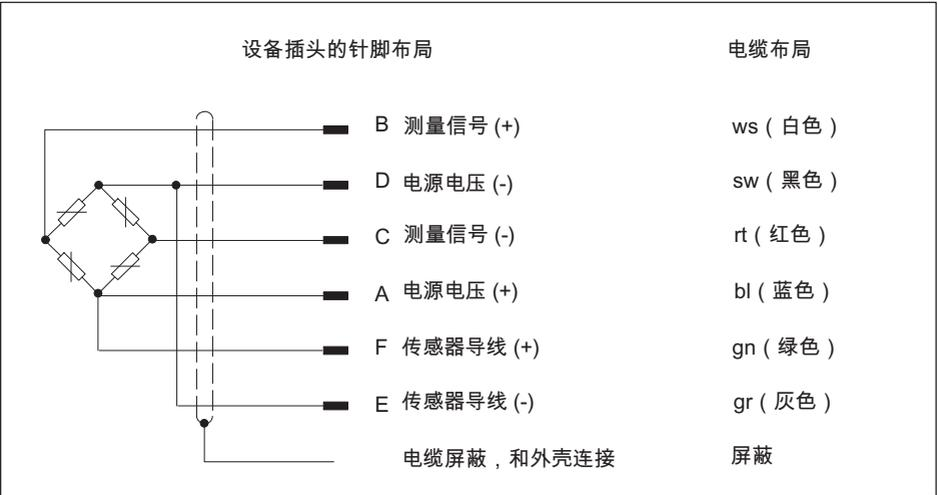 设备插头的针脚布局 电缆布局
B 测量信号 (+) ws ( 白色 )
D 电源电压 (-) sw ( 黑色 )
C 测量信号 (-) rt ( 红色 )
A 电源电压 (+) bl ( 蓝色 )
F 传感器导线 (+) gn ( 绿色 )
E 传感器导线 (-) gr ( 灰色 )
电缆屏蔽，和外壳连接 屏蔽